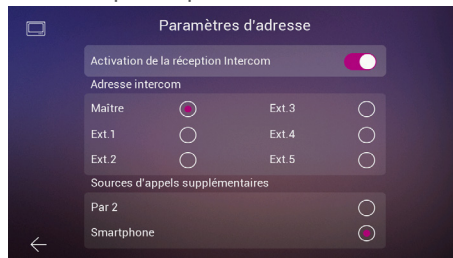 Paramètres d'adresse
Activation de la réception Intercom
Adresse intercom
Maître Ext.3
Ext.1 Ext.4
Ext.2 Ext.5
Sources d'appels supplémentaires
Par 2
Smartphone